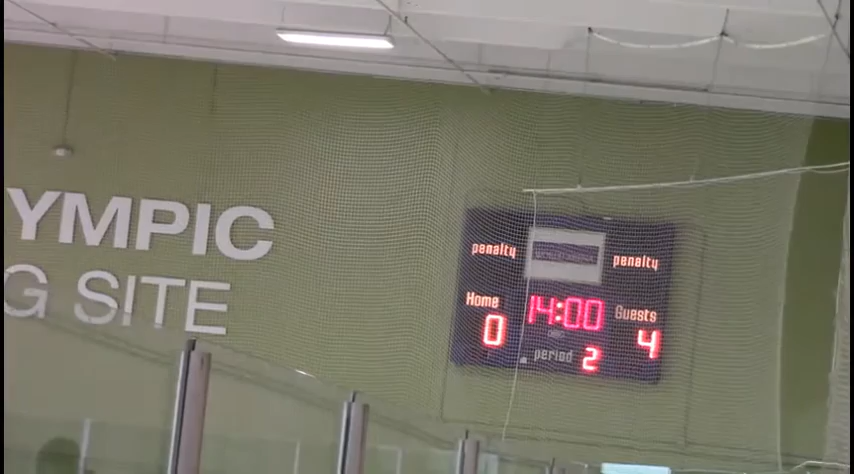 YMPIC
G SITE
penalty penalty
Home 14:00 Guests
0 4
period 2